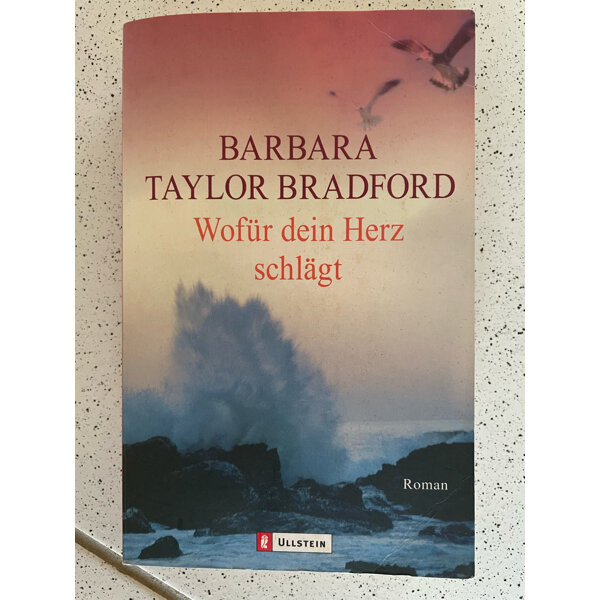 BARBARA
TAYLOR BRADFORD
Wofür dein Herz
schlägt
Roman
ULLSTEIN